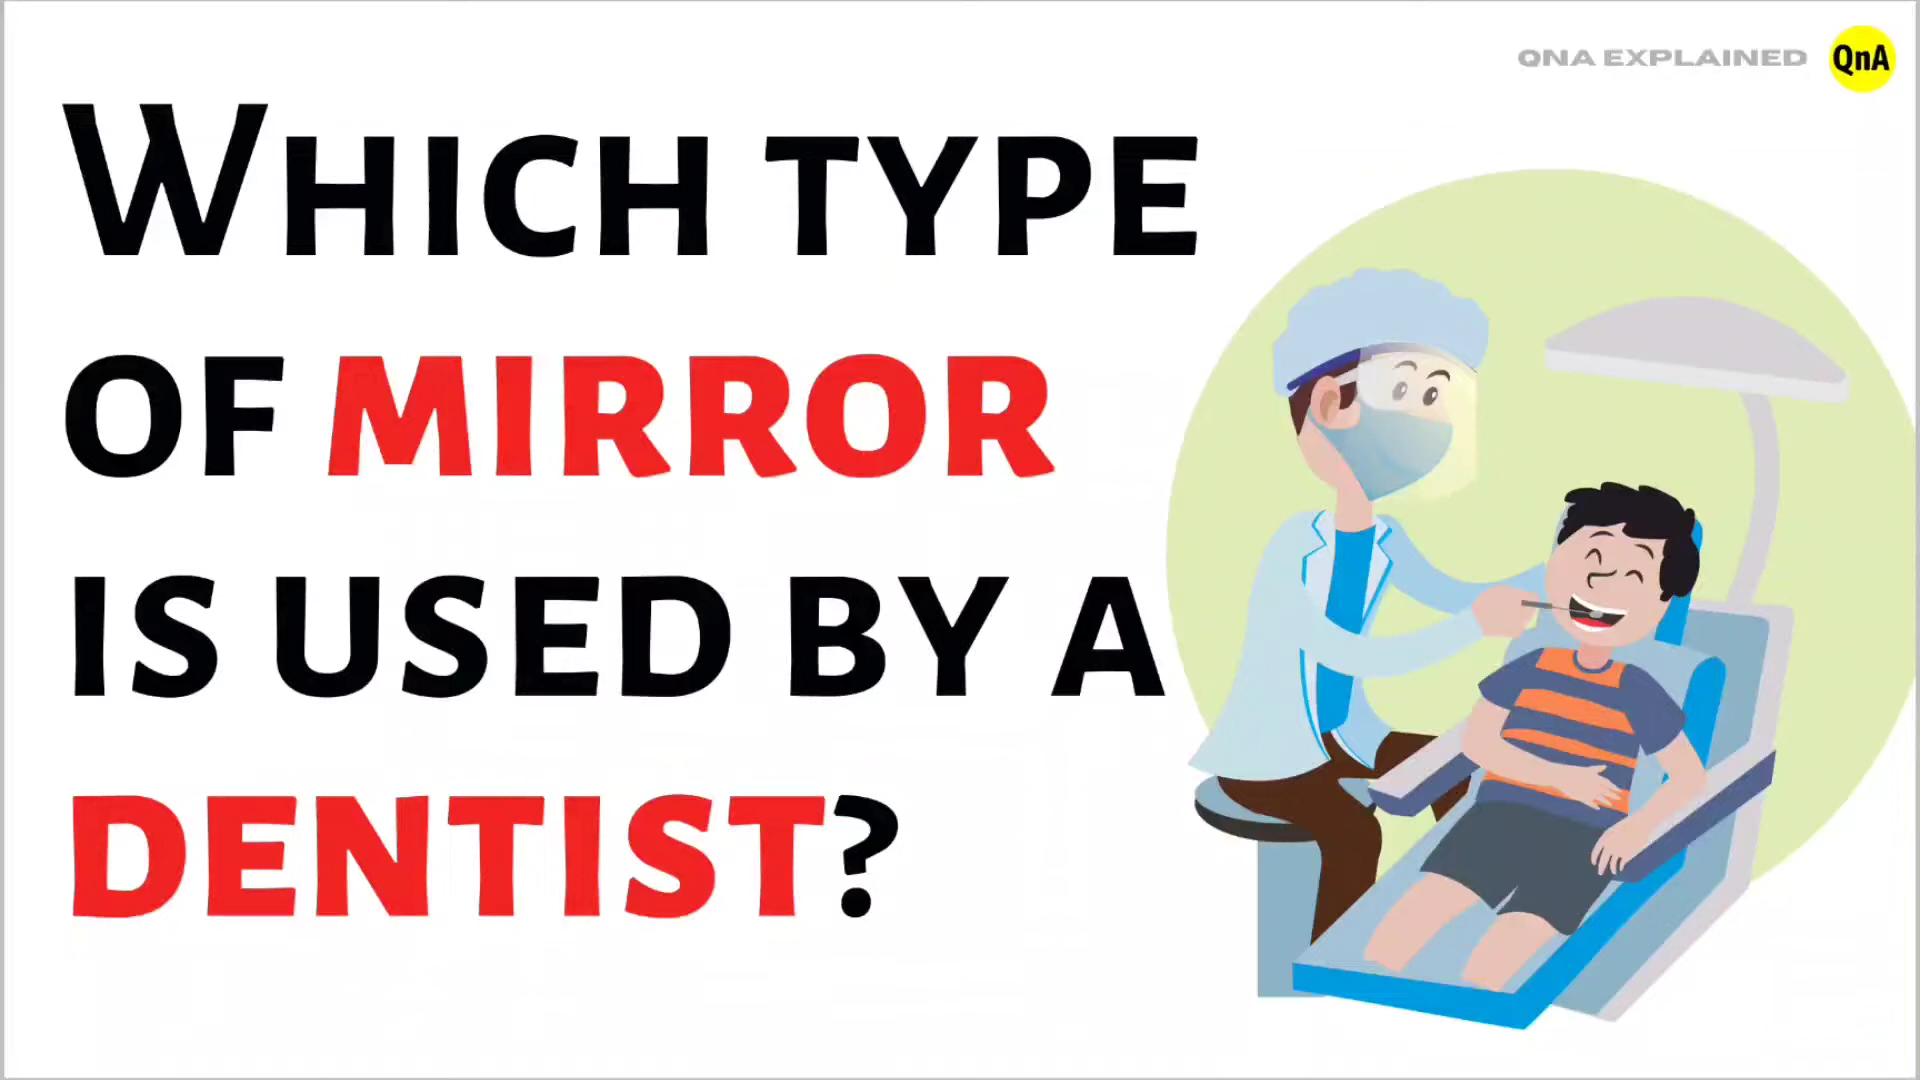 QNA EXPLAINED QnA
WHICH TYPE
OF MIRROR
IS USED BY A
DENTIST?